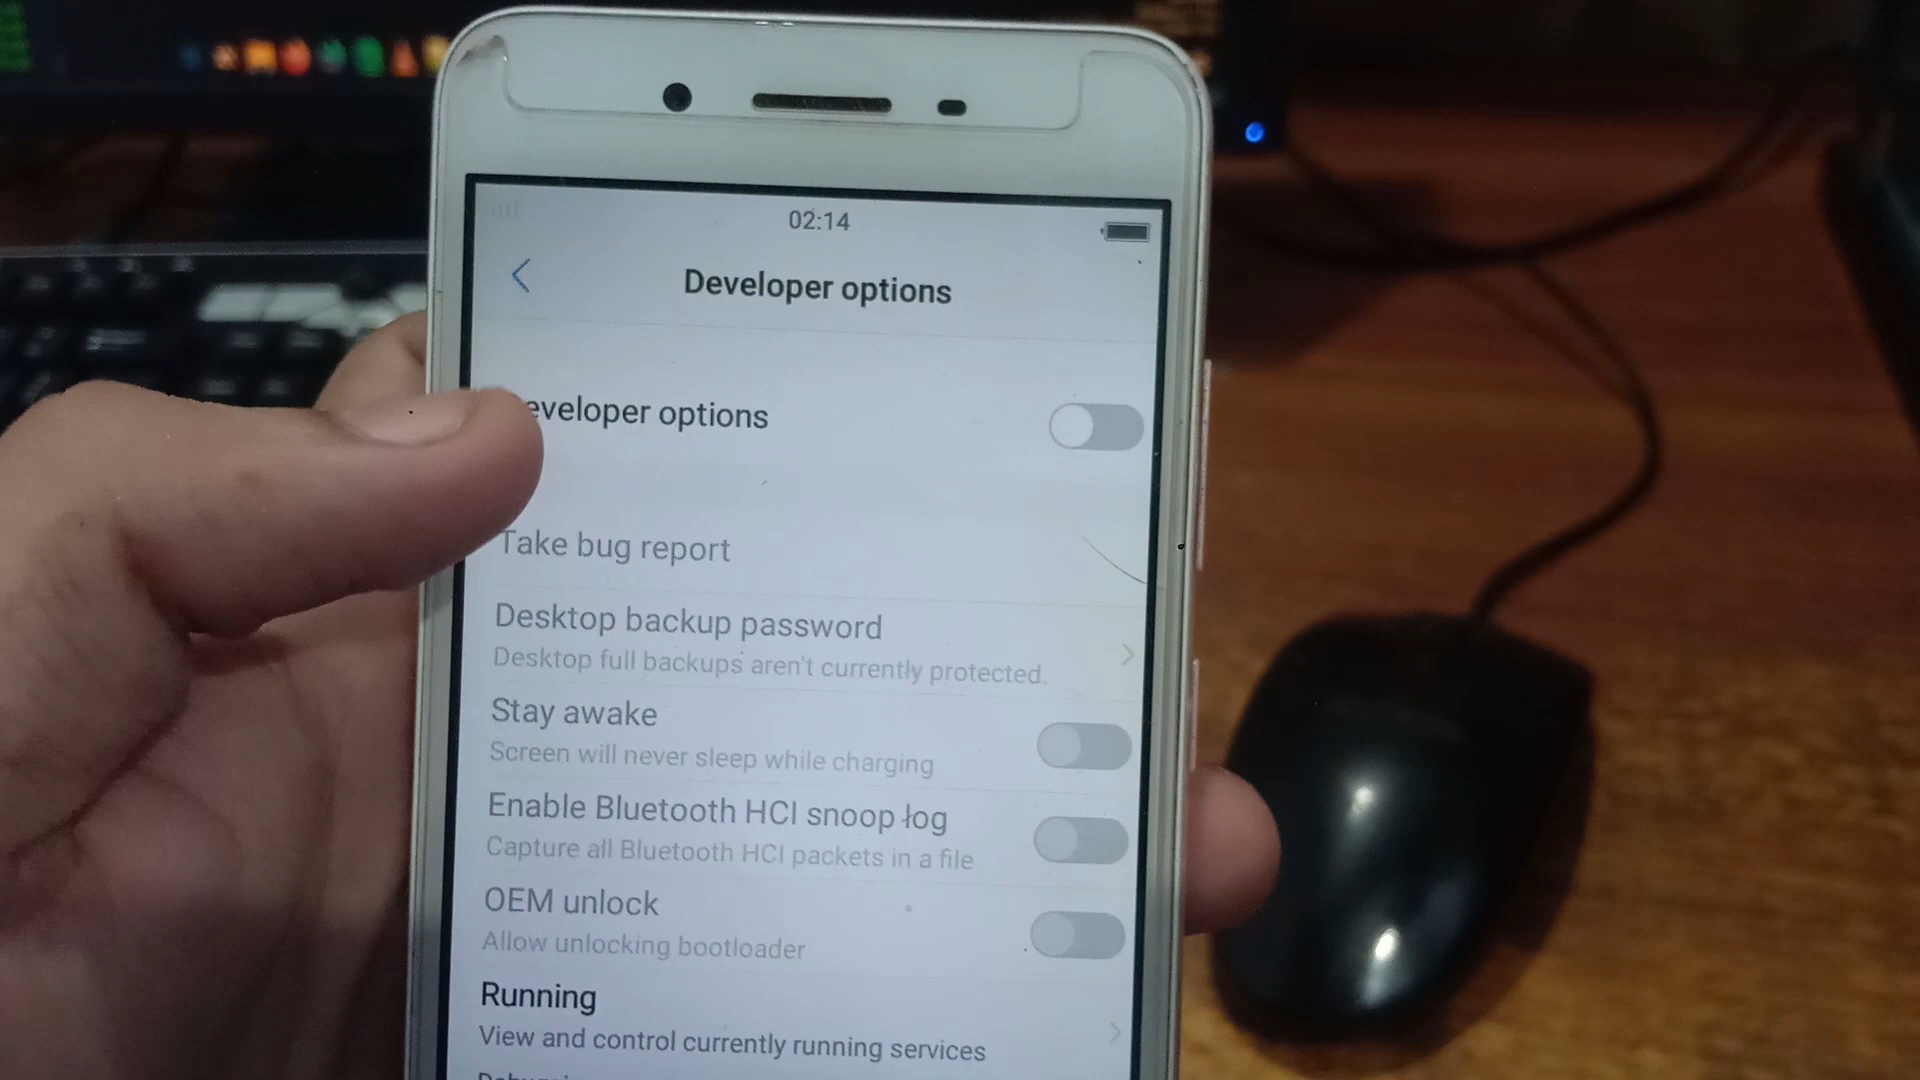 02:14
Developer options
eveloper options
Take bug report
Desktop backup password
Desktop full backups aren't currently protected.
Stay awake
Screen will never sleep while charging
Enable Bluetooth HCI snoop log
Capture all Bluetooth HCI packets in a file
OEM unlock
Allow unlocking bootloader
Running
View and control currently running services